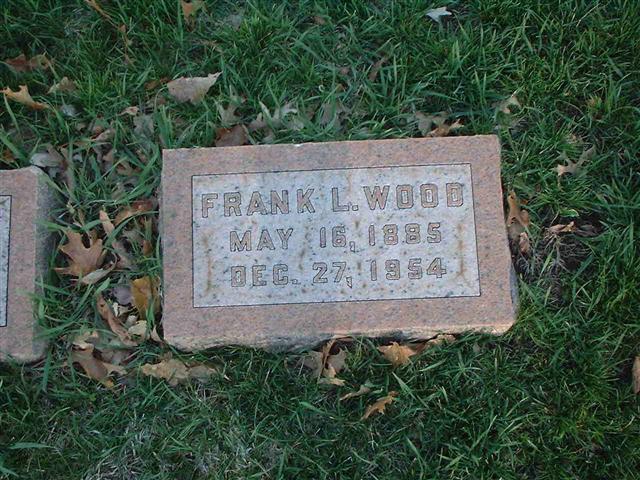 FRANK L. WOOD
MAY 16, 1885
DEC. 27, 1954